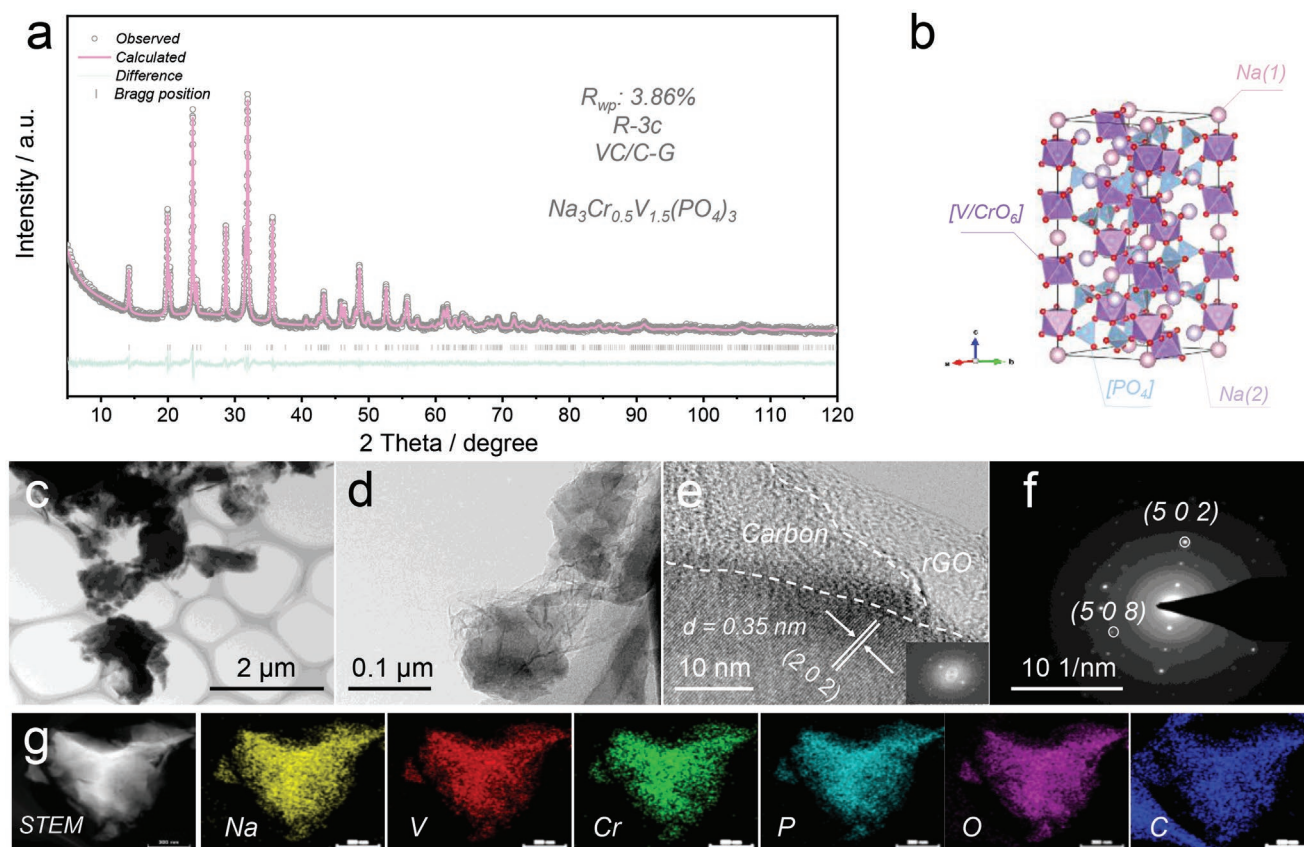 a
Observed
Calculated
Difference
Bragg position
R_wp: 3.86%
R-3c
VC/C-G
Na₃Cr₀.₅V₁.₅(PO₄)₃
Intensity / a.u.
10 20 30 40 50 60 70 80 90 100 110 120
2 Theta / degree
b
Na(1)
[V/CrO₆]
c
a
b
[PO₄]
Na(2)
c
2 μm
d
0.1 μm
e
Carbon
rGO
d = 0.35 nm
(2 0 2)
10 nm
f
(5 0 2)
(5 0 8)
10 1/nm
g
STEM
Na
V
Cr
P
O
C